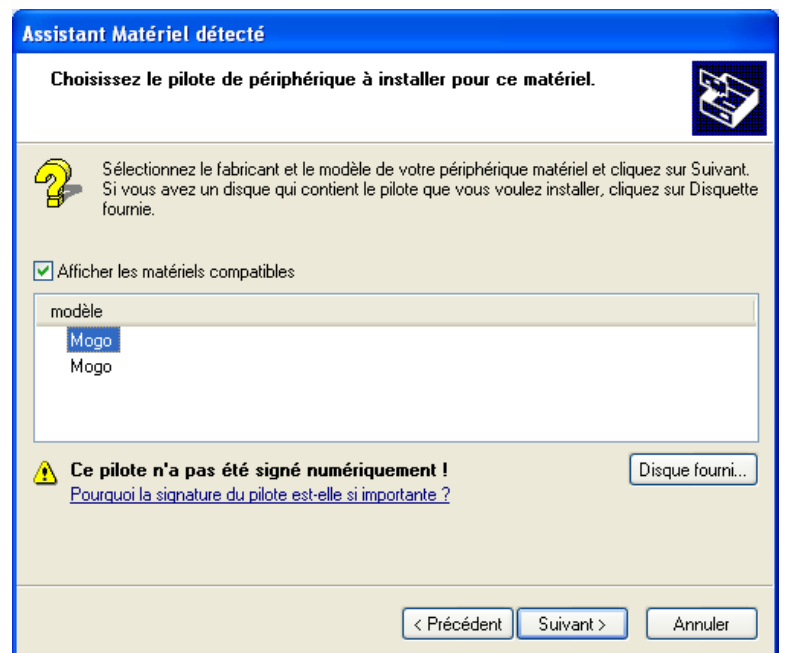 Assistant Matériel détecté
Choisissez le pilote de périphérique à installer pour ce matériel.
Sélectionnez le fabricant et le modèle de votre périphérique matériel et cliquez sur Suivant.
Si vous avez un disque qui contient le pilote que vous voulez installer, cliquez sur Disquette
fournie.
Afficher les matériels compatibles
modèle
Mogo
Mogo
Ce pilote n'a pas été signé numériquement !
Disque fourni...
Pourquoi la signature du pilote est-elle si importante ?
< Précédent
Suivant >
Annuler